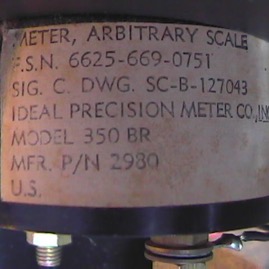 METER, ARBITRARY SCALE
F.S.N. 6625-669-0751
SIG. C. DWG. SC-B-127043
IDEAL PRECISION METER CO., INC
MODEL 350 BR
MFR. P/N 2980
U.S.